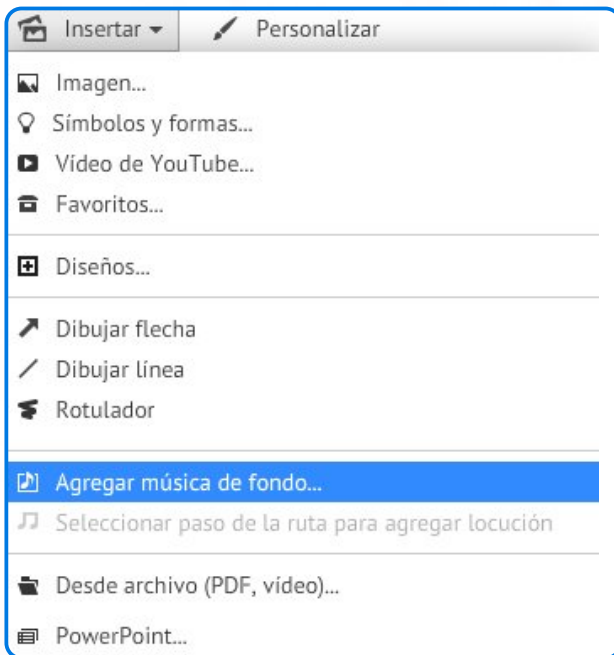 Insertar Personalizar
Imagen...
Símbolos y formas...
Vídeo de YouTube...
Favoritos...
Diseños...
Dibujar flecha
Dibujar línea
Rotulador
Agregar música de fondo...
Seleccionar paso de la ruta para agregar locución
Desde archivo (PDF, vídeo)...
PowerPoint...